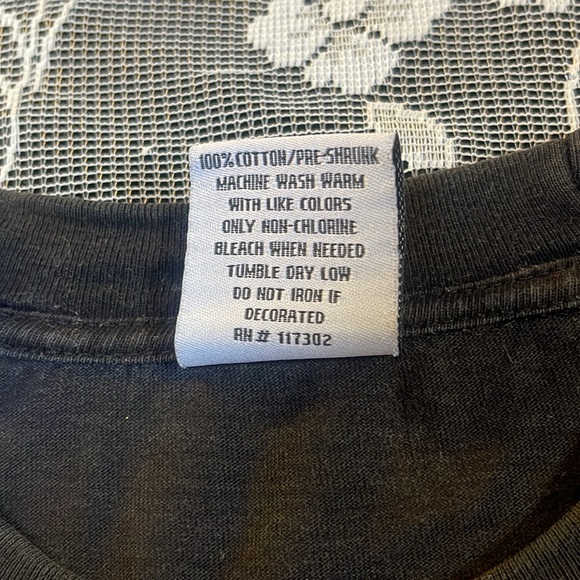 100% COTTON/PRE-SHRUNK
MACHINE WASH WARM
WITH LIKE COLORS
ONLY NON-CHLORINE
BLEACH WHEN NEEDED
TUMBLE DRY LOW
DO NOT IRON IF
DECORATED
RN# 117302